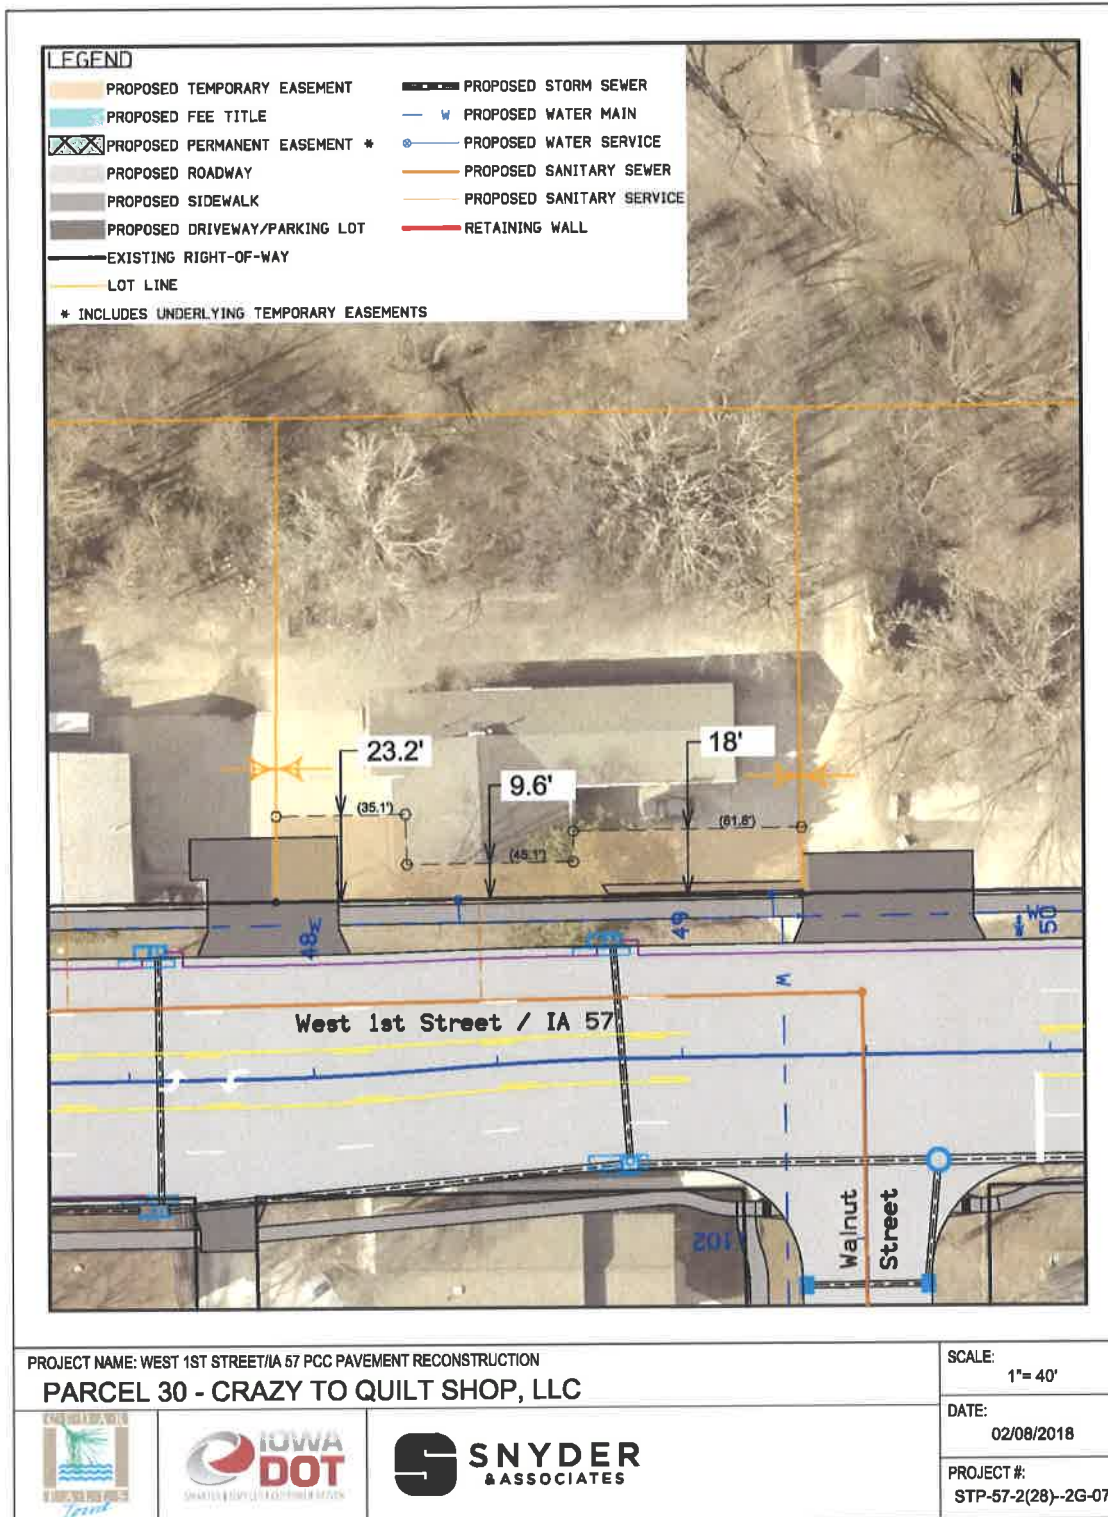 LEGEND
PROPOSED TEMPORARY EASEMENT
PROPOSED FEE TITLE
PROPOSED PERMANENT EASEMENT *
PROPOSED ROADWAY
PROPOSED SIDEWALK
PROPOSED DRIVEWAY/PARKING LOT
EXISTING RIGHT-OF-WAY
LOT LINE
* INCLUDES UNDERLYING TEMPORARY EASEMENTS
PROPOSED STORM SEWER
W PROPOSED WATER MAIN
PROPOSED WATER SERVICE
PROPOSED SANITARY SEWER
PROPOSED SANITARY SERVICE
RETAINING WALL
N
23.2'
18'
9.6'
(35.1')
(61.8')
(45.1')
48
W
49
W
50
W
West 1st Street / IA 57
Walnut
Street
PROJECT NAME: WEST 1ST STREET/IA 57 PCC PAVEMENT RECONSTRUCTION
PARCEL 30 - CRAZY TO QUILT SHOP, LLC
SCALE:
1"= 40'
DATE:
02/08/2018
PROJECT #:
STP-57-2(28)--2G-07
CEDAR
FALLS
IOWA
DOT
SNYDER
& ASSOCIATES